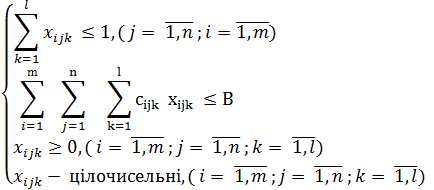 ∑_{k=1}^{l} x_{ijk} ≤ 1, ( j = \overline{1,n} ; i = \overline{1,m} )
∑_{i=1}^{m} ∑_{j=1}^{n} ∑_{k=1}^{l} c_{ijk} x_{ijk} ≤ B
x_{ijk} ≥ 0, ( i = \overline{1,m} ; j = \overline{1,n} ; k = \overline{1,l} )
x_{ijk} − цілочисельні, ( i = \overline{1,m} ; j = \overline{1,n} ; k = \overline{1,l} )